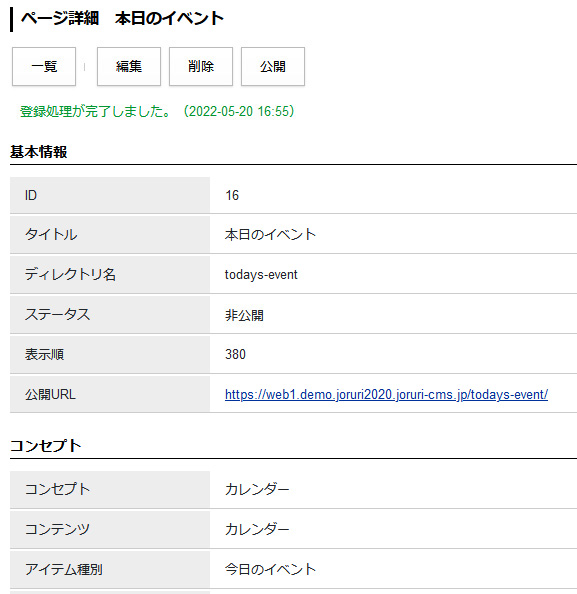 ページ詳細　本日のイベント
一覧 | 編集 削除 公開
登録処理が完了しました。（2022-05-20 16:55）
基本情報
ID 16
タイトル 本日のイベント
ディレクトリ名 todays-event
ステータス 非公開
表示順 380
公開URL https://web1.demo.joruri2020.joruri-cms.jp/todays-event/
コンセプト
コンセプト カレンダー
コンテンツ カレンダー
アイテム種別 今日のイベント